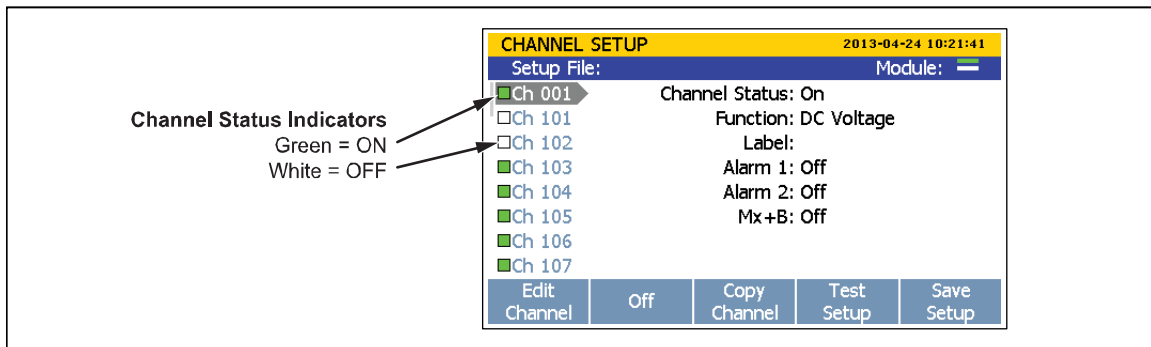 Channel Status Indicators
Green = ON
White = OFF
CHANNEL SETUP 2013-04-24 10:21:41
Setup File: Module:
Ch 001 Channel Status: On
Ch 101 Function: DC Voltage
Ch 102 Label:
Ch 103 Alarm 1: Off
Ch 104 Alarm 2: Off
Ch 105 Mx+B: Off
Ch 106
Ch 107
Edit Channel Off Copy Channel Test Setup Save Setup